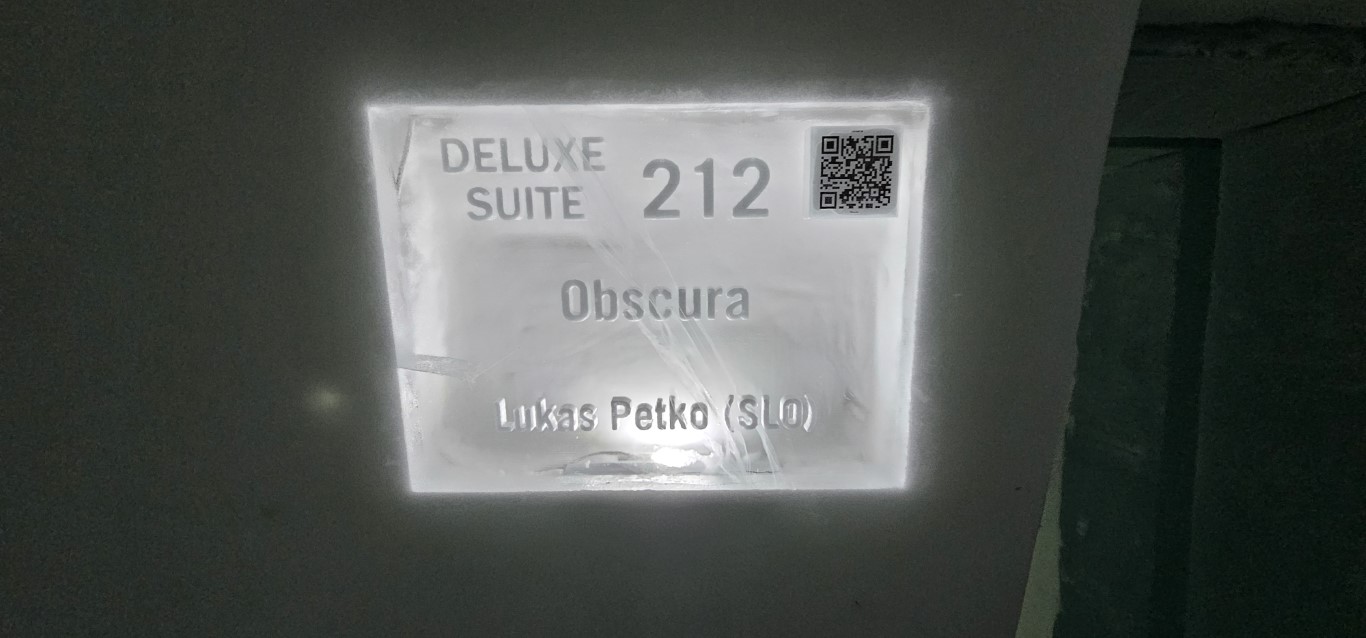 DELUXE
SUITE
212
Obscura
Lukas Petko (SLO)